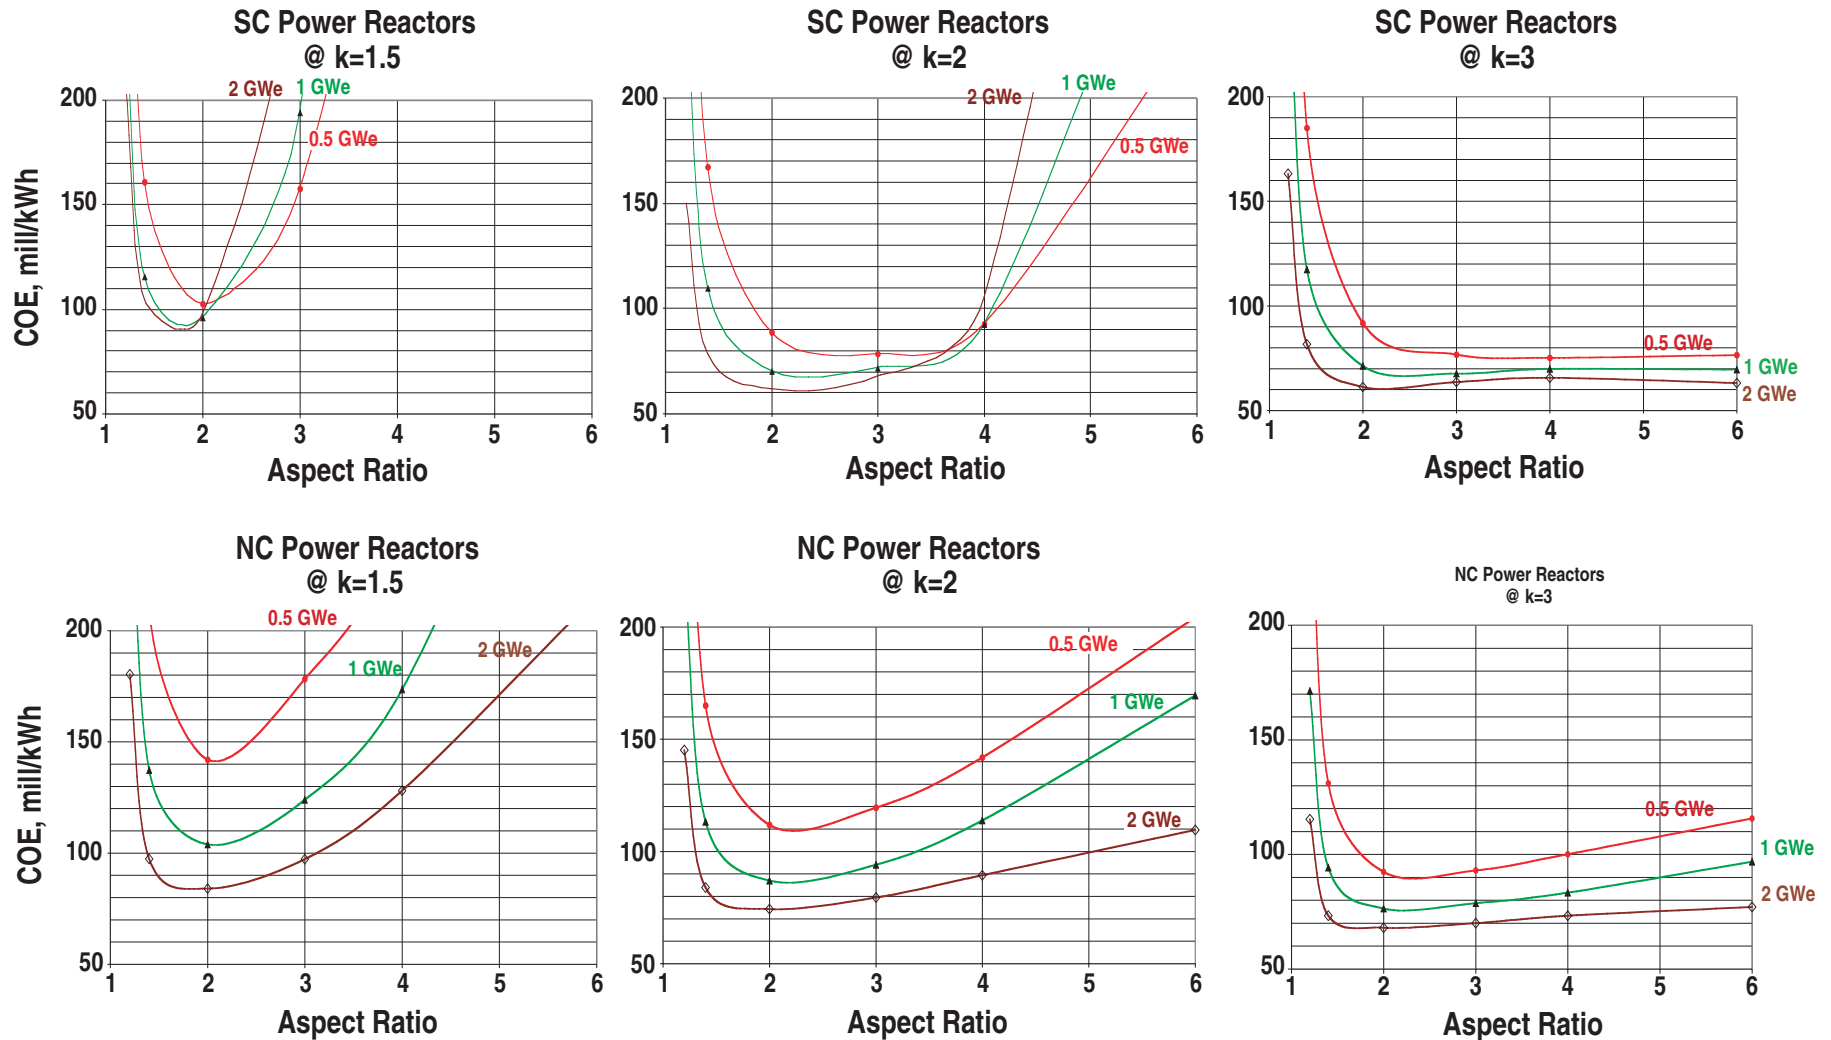 SC Power Reactors
@ k=1.5
2 GWe
1 GWe
0.5 GWe
200
150
100
50
1 2 3 4 5 6
COE, mill/kWh
Aspect Ratio
SC Power Reactors
@ k=2
1 GWe
2 GWe
0.5 GWe
200
150
100
50
1 2 3 4 5 6
Aspect Ratio
SC Power Reactors
@ k=3
200
150
100
50
0.5 GWe
1 GWe
2 GWe
1 2 3 4 5 6
Aspect Ratio
NC Power Reactors
@ k=1.5
0.5 GWe
2 GWe
1 GWe
200
150
100
50
1 2 3 4 5 6
COE, mill/kWh
Aspect Ratio
NC Power Reactors
@ k=2
0.5 GWe
1 GWe
2 GWe
200
150
100
50
1 2 3 4 5 6
Aspect Ratio
NC Power Reactors
@ k=3
200
150
100
50
0.5 GWe
1 GWe
2 GWe
1 2 3 4 5 6
Aspect Ratio